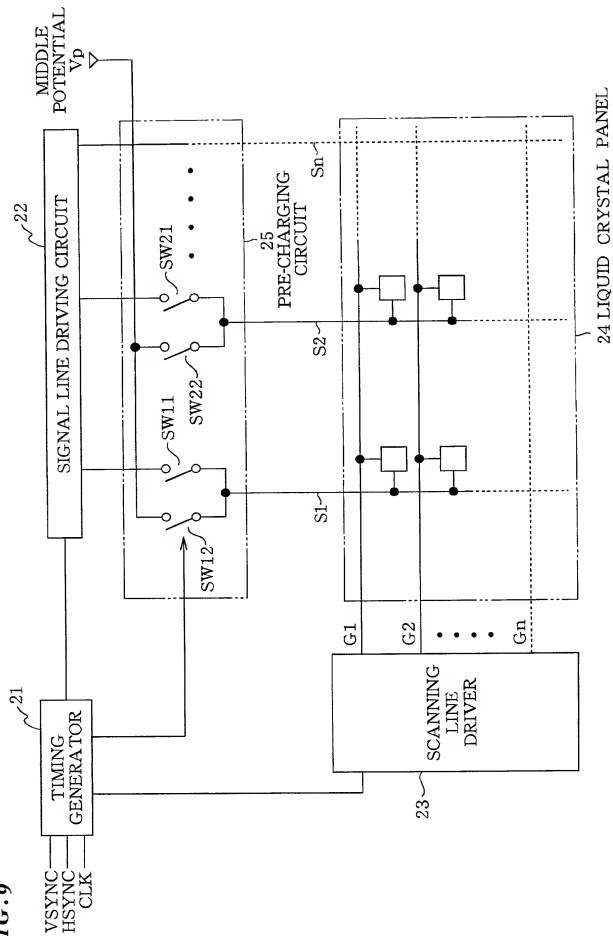 IG.9
VSYNC
HSYNC
CLK
21
TIMING
GENERATOR
22
SIGNAL LINE DRIVING CIRCUIT
MIDDLE
POTENTIAL
Vp
SW12
SW11
SW22
SW21
25
PRE-CHARGING
CIRCUIT
S1
S2
Sn
23
SCANNING
LINE
DRIVER
G1
G2
Gn
24 LIQUID CRYSTAL PANEL